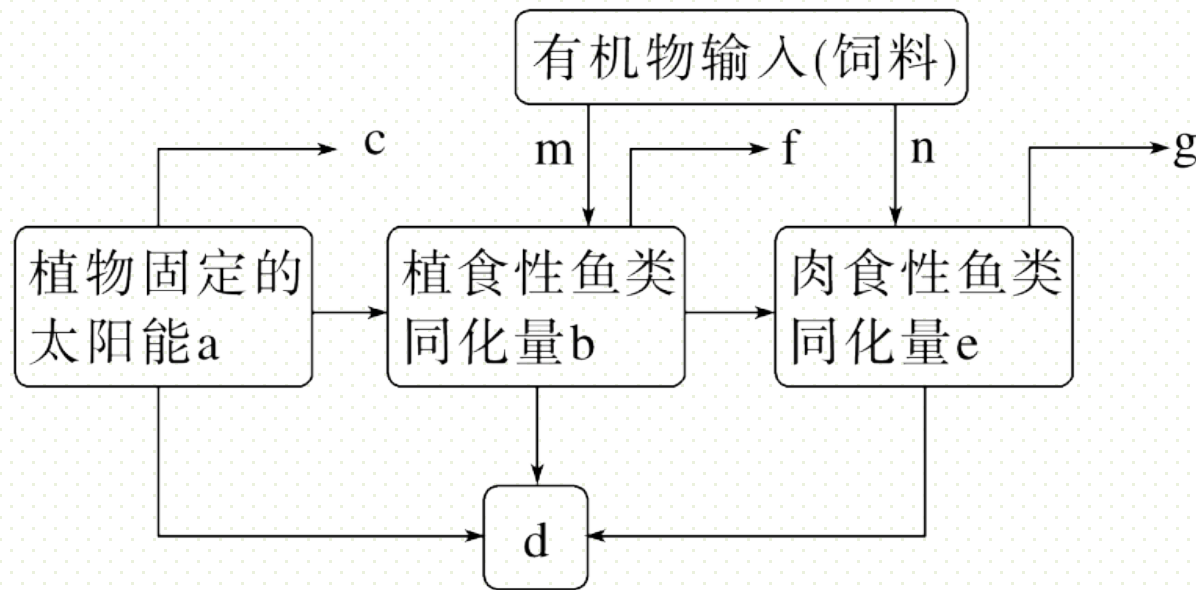 有机物输入(饲料)
c
m
f
n
g
植物固定的
太阳能a
植食性鱼类
同化量b
肉食性鱼类
同化量e
d